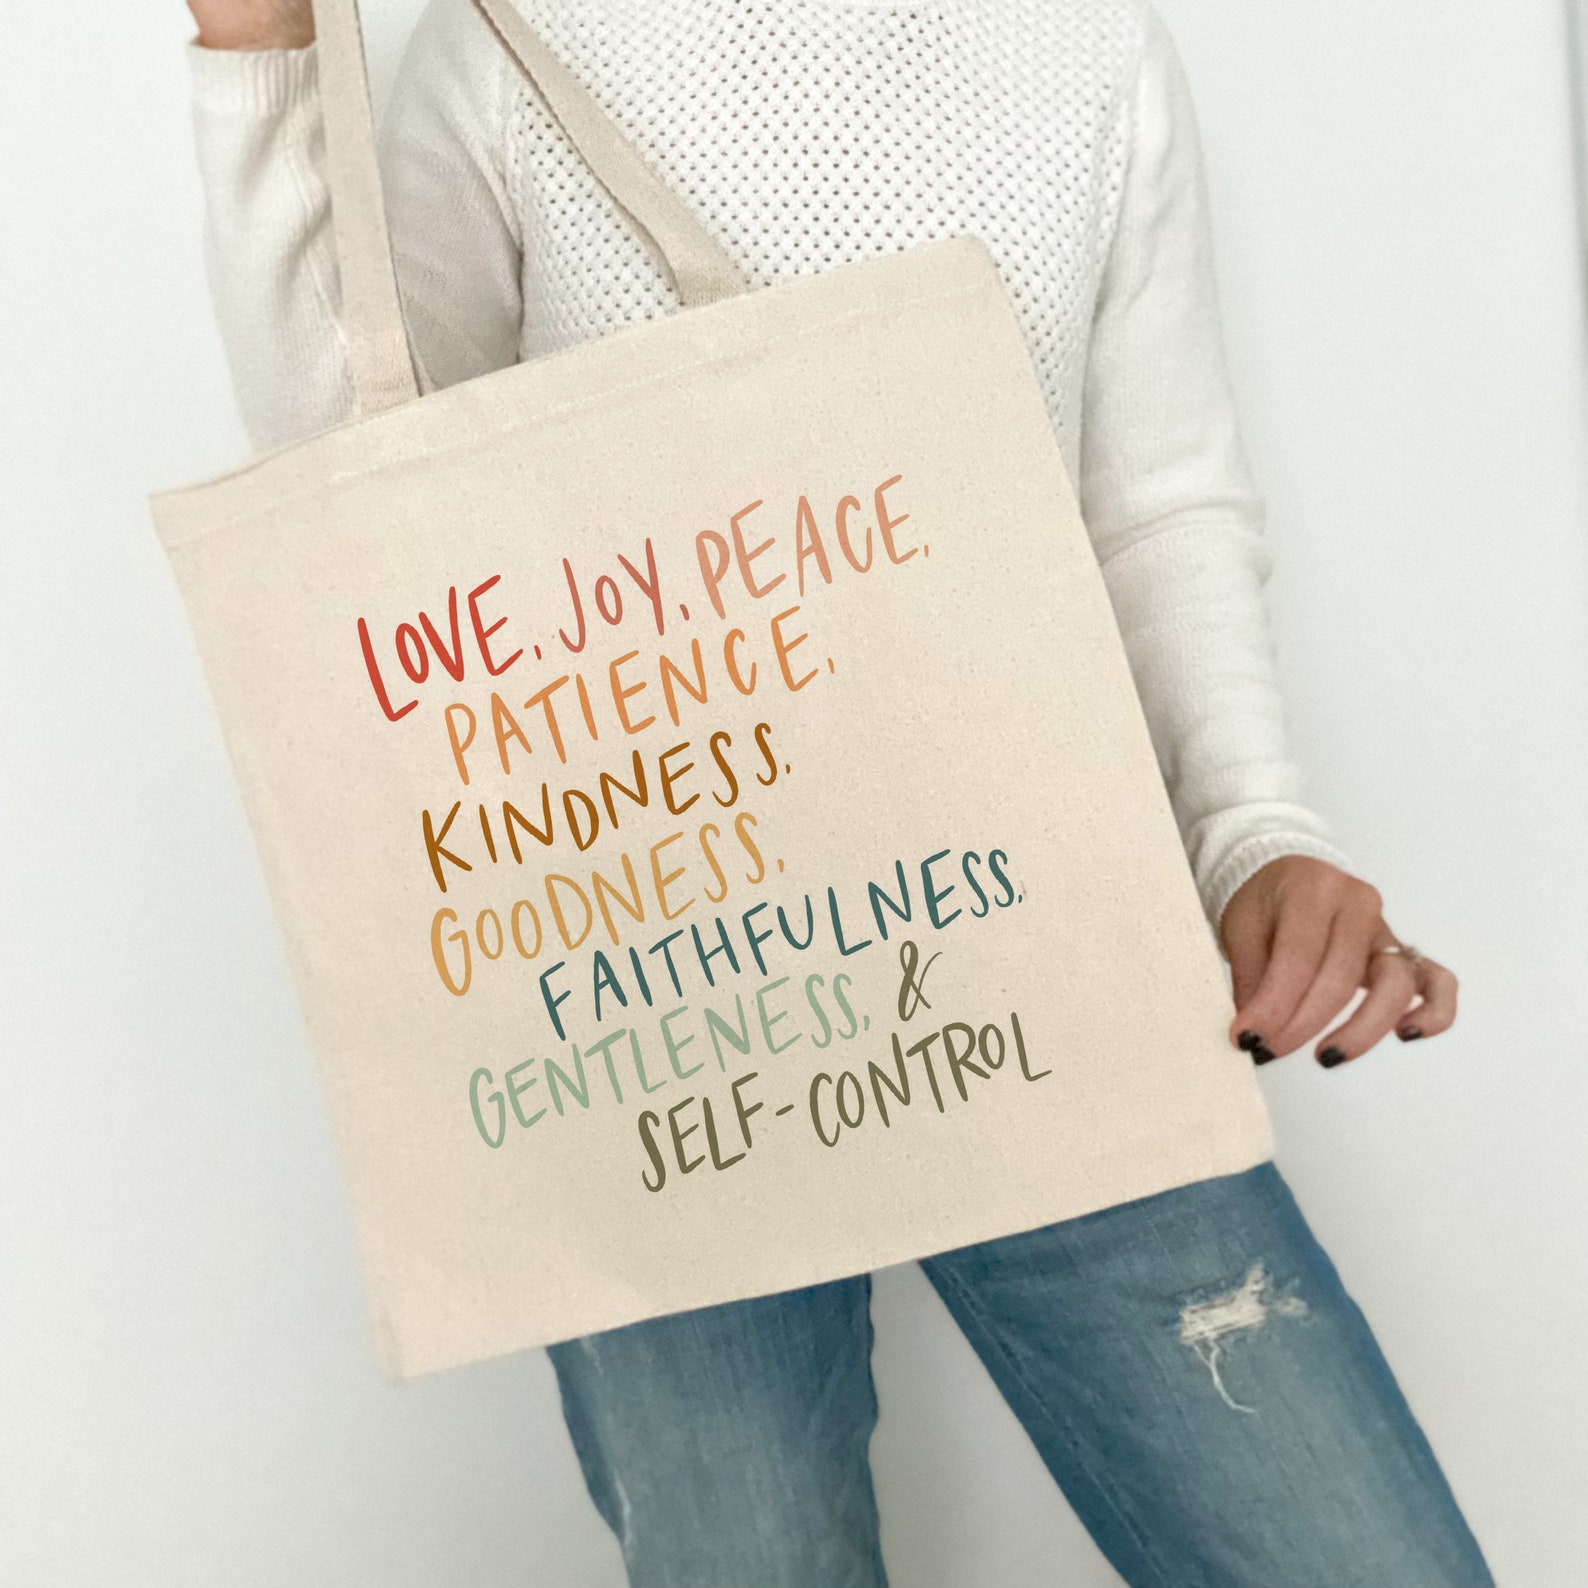 LOVE, JOY, PEACE,
PATIENCE,
KINDNESS,
GOODNESS,
FAITHFULNESS,
GENTLENESS, &
SELF-CONTROL